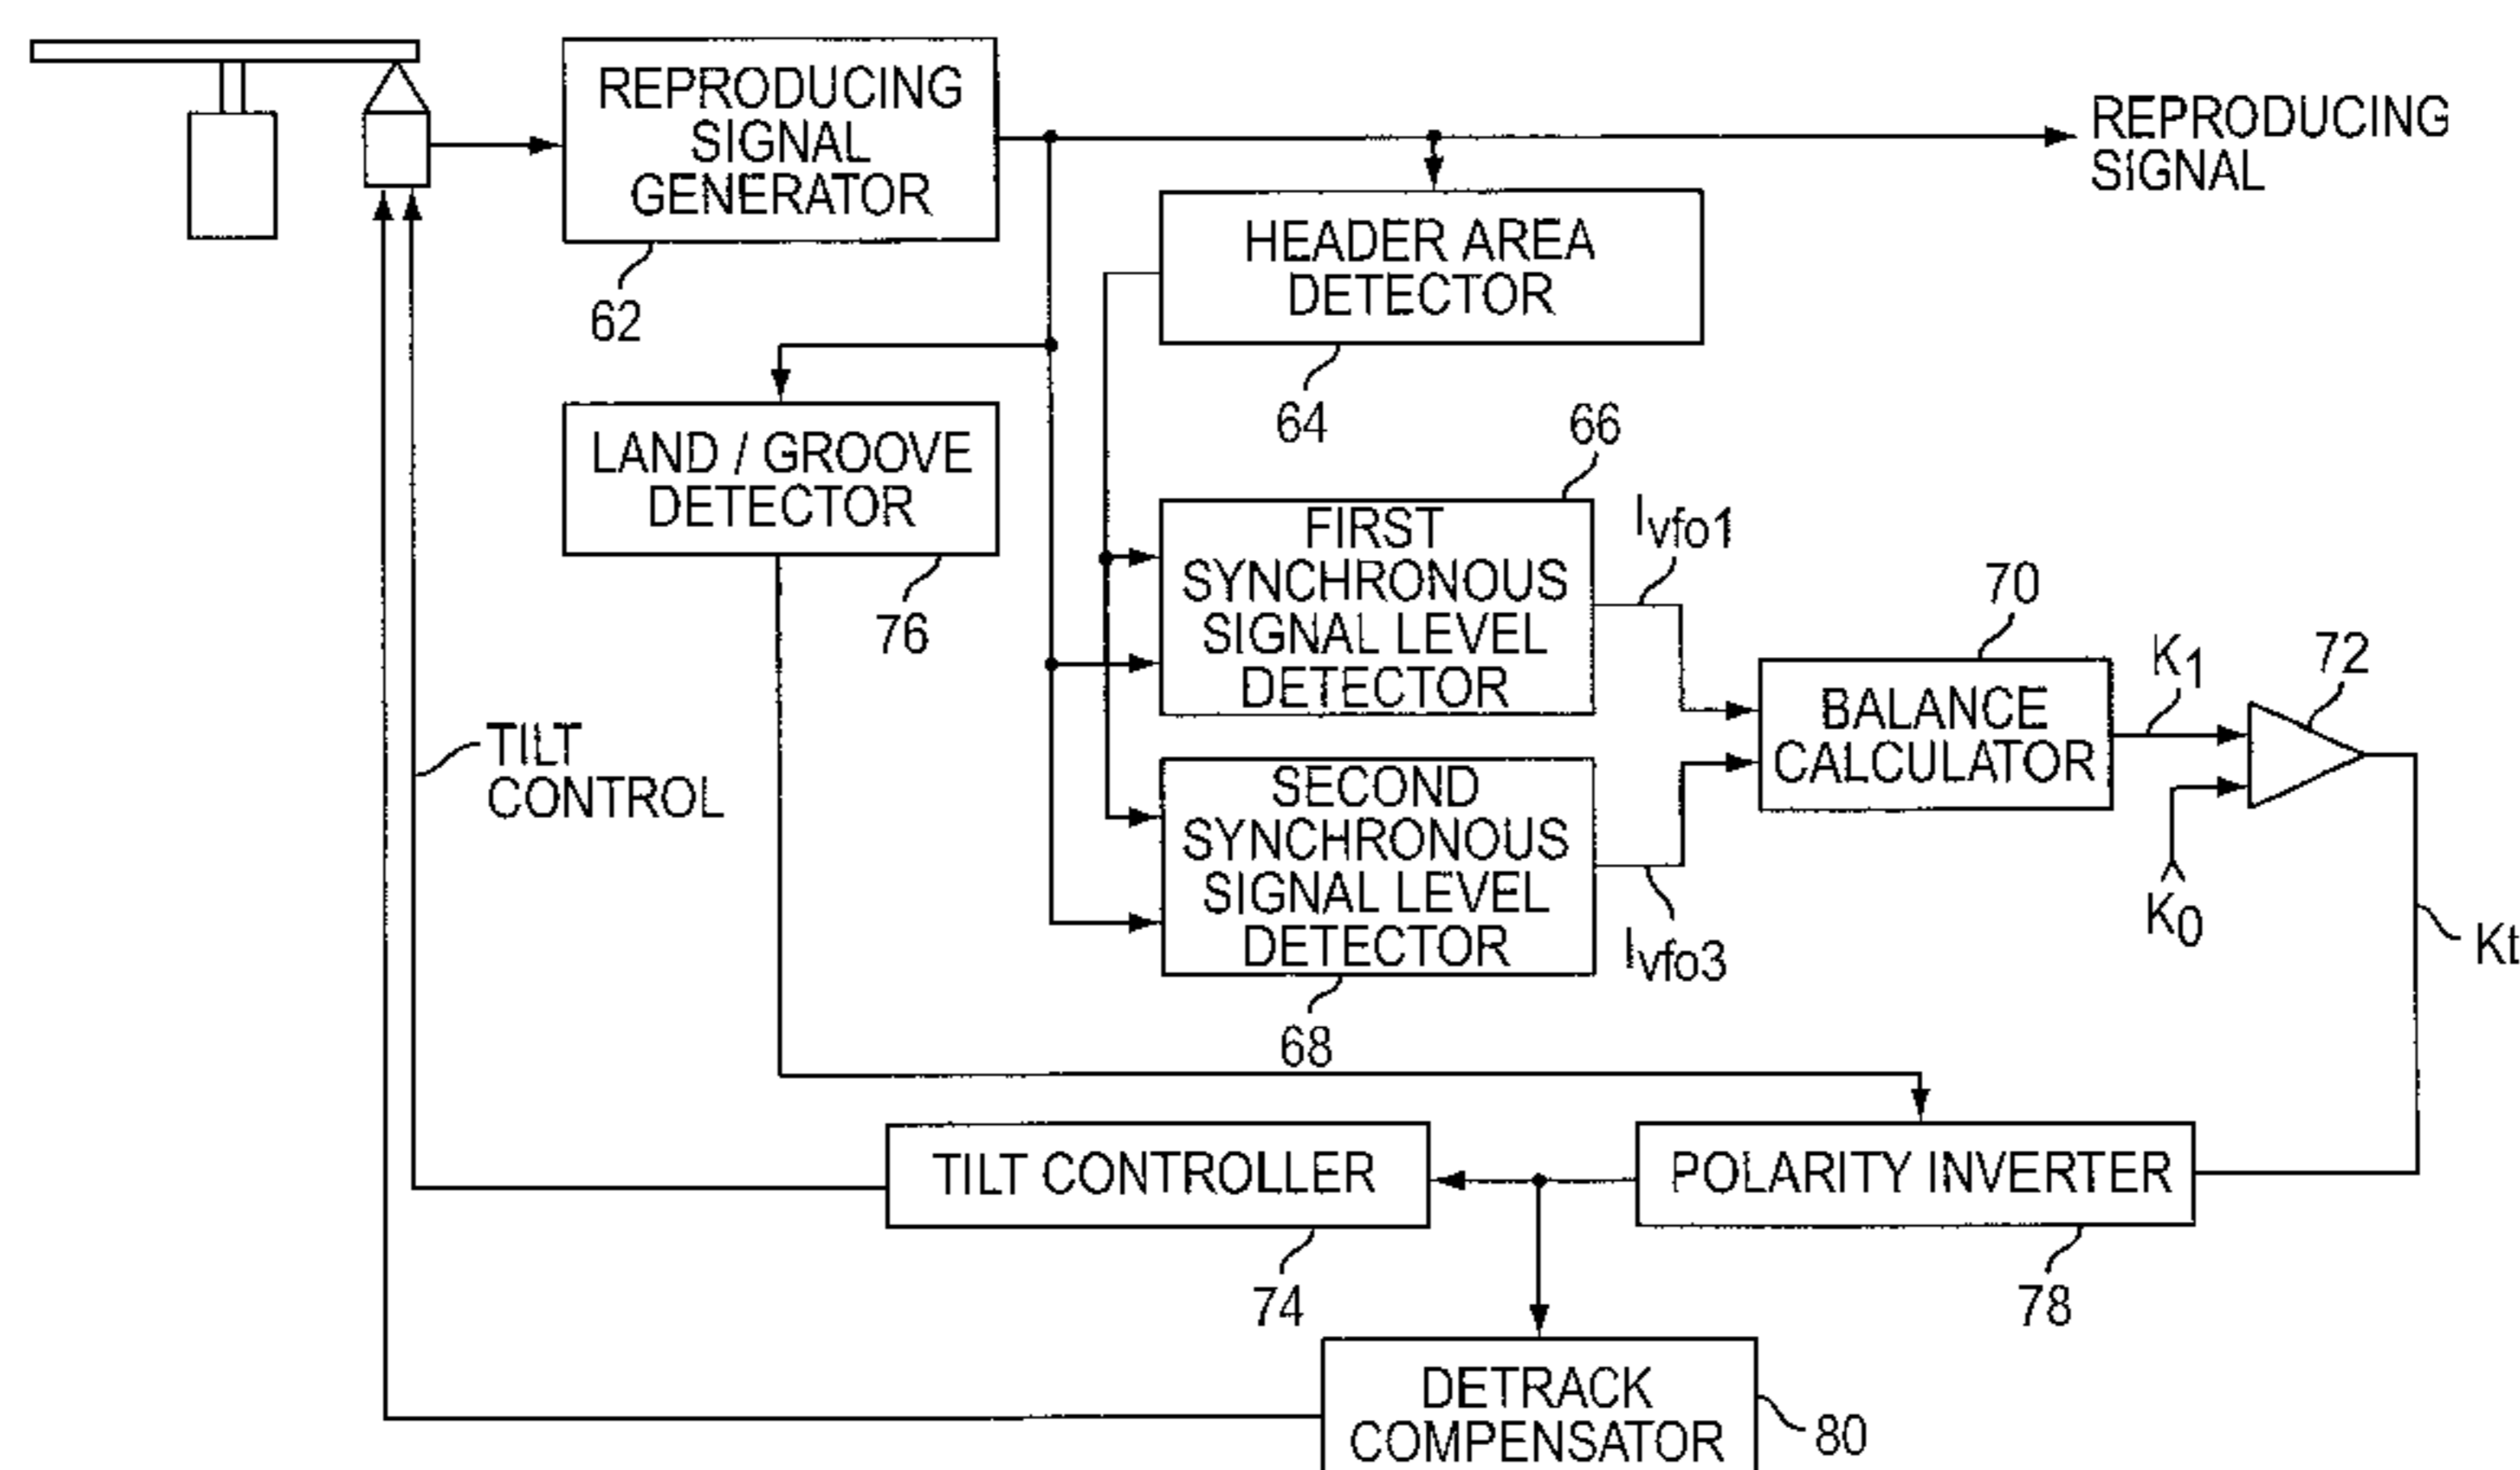 REPRODUCING
SIGNAL
GENERATOR
62
REPRODUCING
SIGNAL
HEADER AREA
DETECTOR
64
LAND / GROOVE
DETECTOR
76
66
FIRST
SYNCHRONOUS
SIGNAL LEVEL
DETECTOR
Ivfo1
SECOND
SYNCHRONOUS
SIGNAL LEVEL
DETECTOR
68
Ivfo3
70
BALANCE
CALCULATOR
K1
72
K0
Kt
TILT
CONTROL
TILT CONTROLLER
74
POLARITY INVERTER
78
DETRACK
COMPENSATOR
80